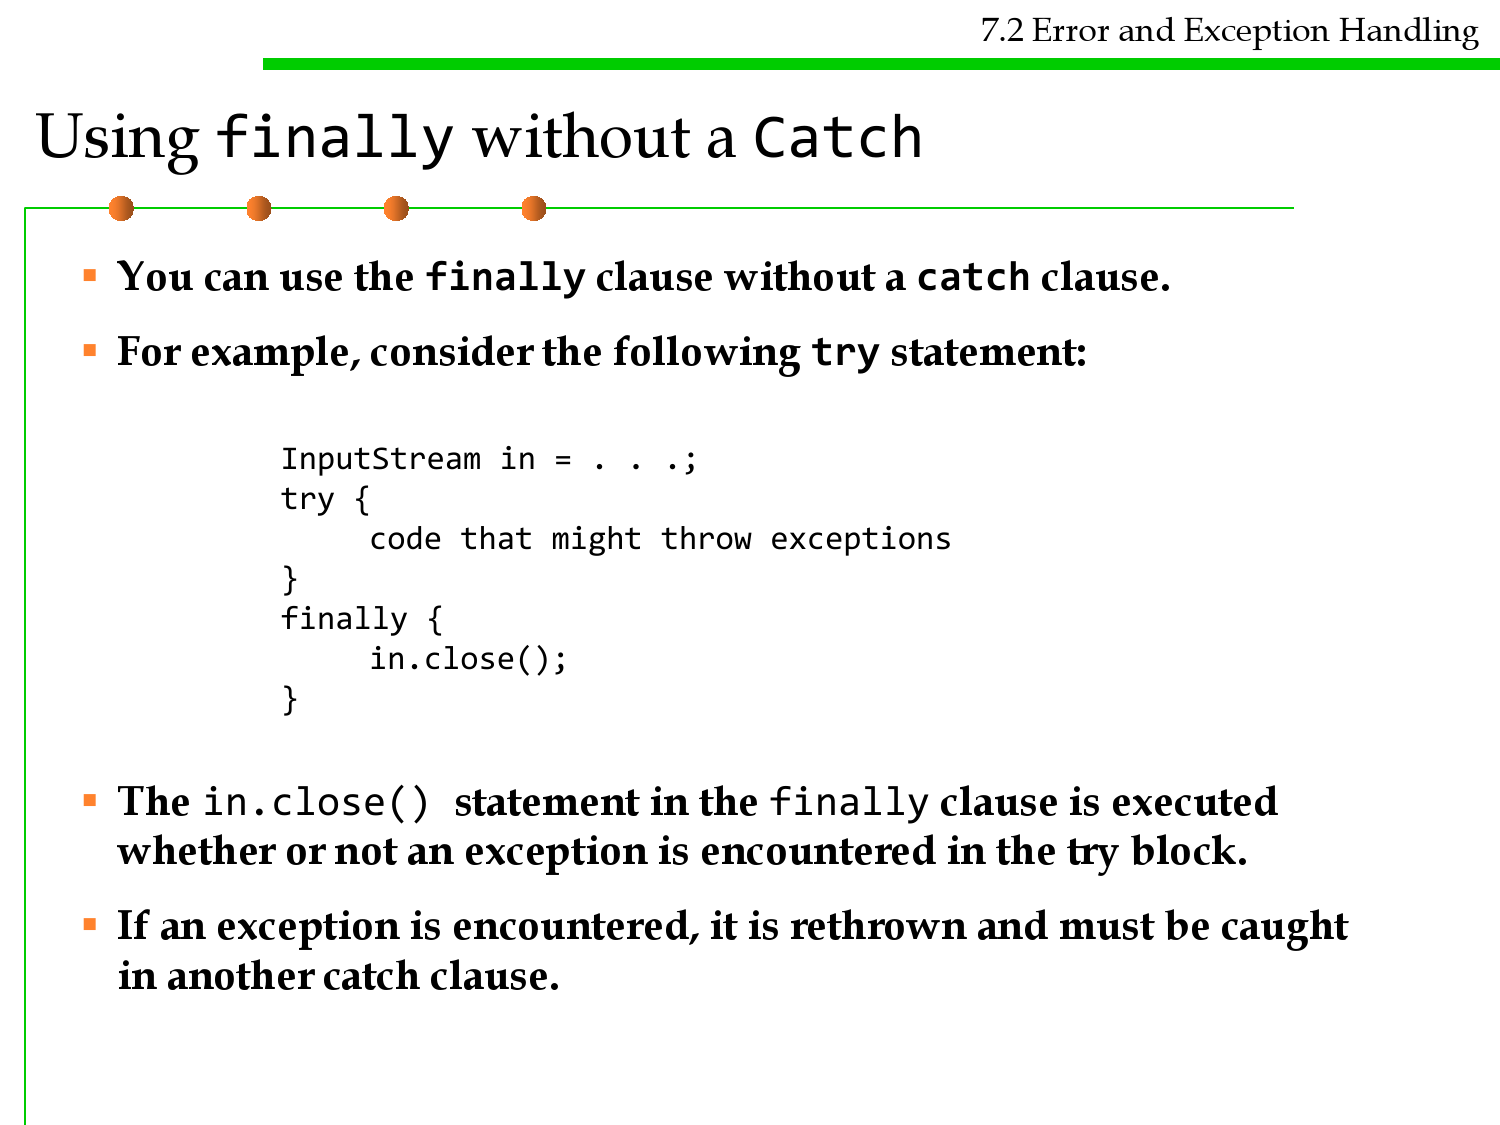 7.2 Error and Exception Handling
Using finally without a Catch
▪ You can use the finally clause without a catch clause.
▪ For example, consider the following try statement:
InputStream in = . . .;
try {
code that might throw exceptions
}
finally {
in.close();
}
▪ The in.close() statement in the finally clause is executed
whether or not an exception is encountered in the try block.
▪ If an exception is encountered, it is rethrown and must be caught
in another catch clause.